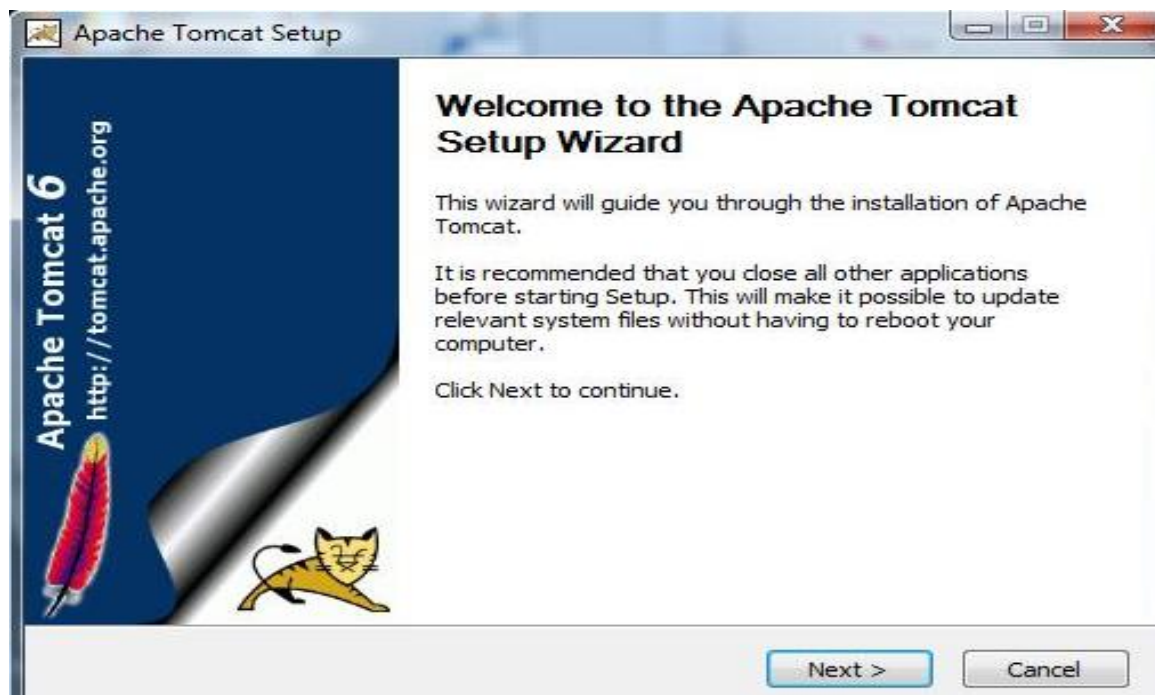 Apache Tomcat Setup
Apache Tomcat 6
http://tomcat.apache.org
Welcome to the Apache Tomcat
Setup Wizard
This wizard will guide you through the installation of Apache
Tomcat.
It is recommended that you close all other applications
before starting Setup. This will make it possible to update
relevant system files without having to reboot your
computer.
Click Next to continue.
Next >
Cancel